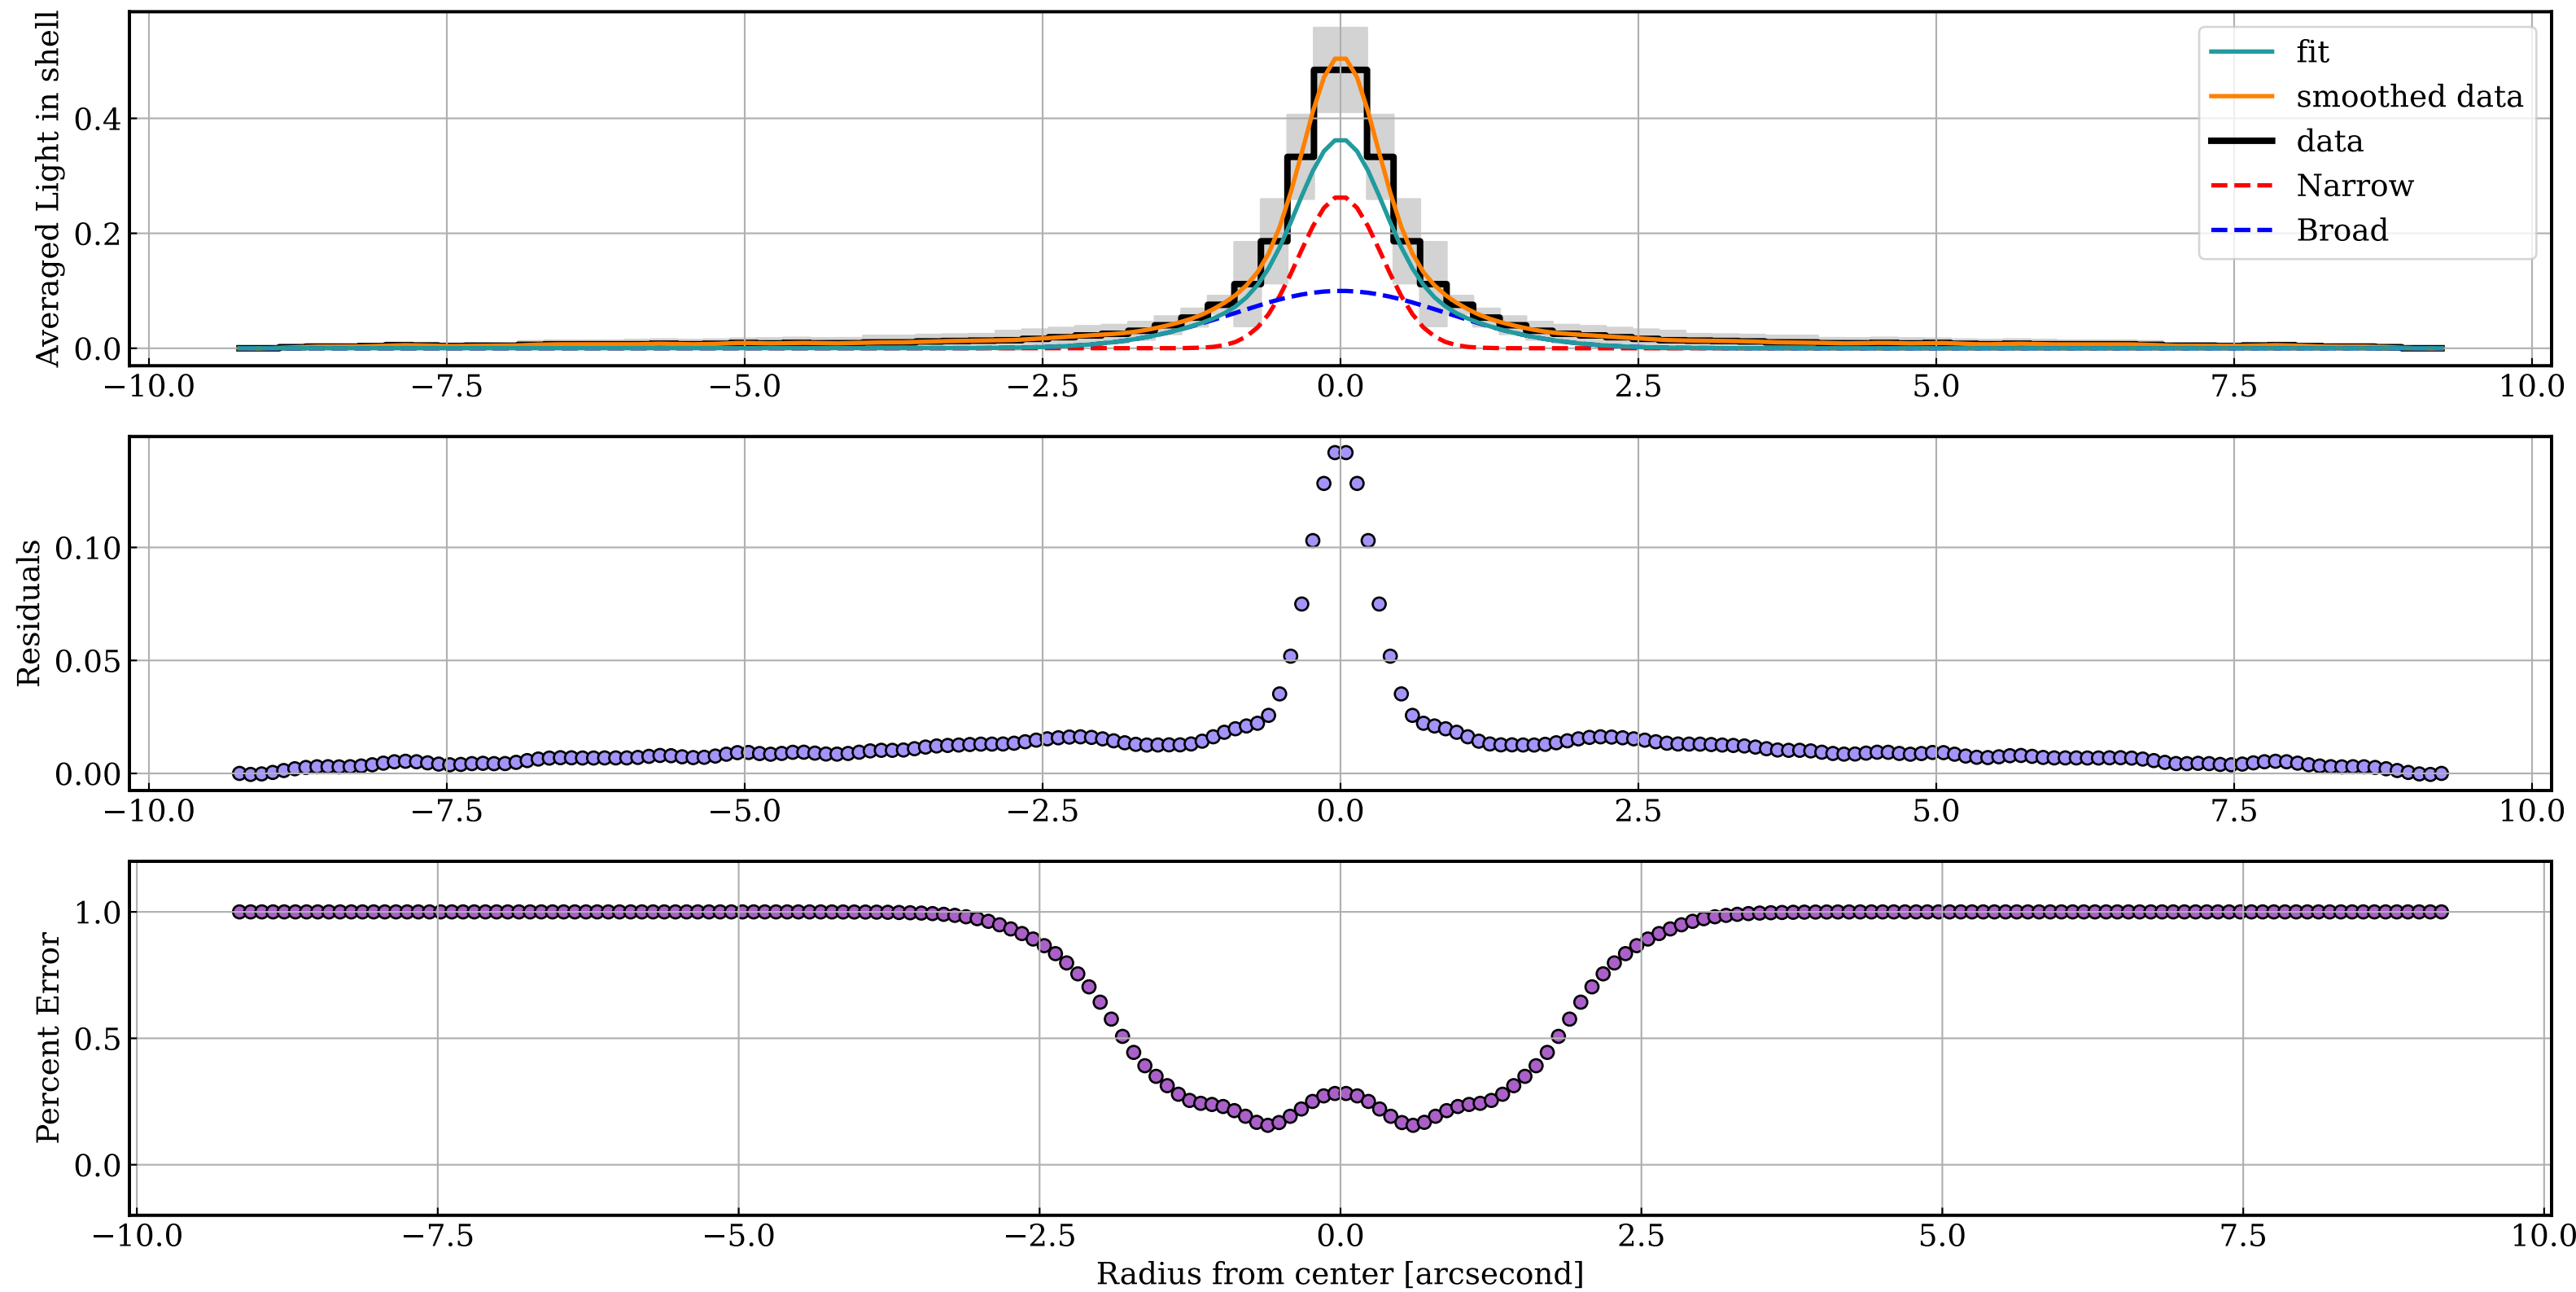 Averaged Light in shell
0.4
0.2
0.0
fit
smoothed data
data
Narrow
Broad
−10.0 −7.5 −5.0 −2.5 0.0 2.5 5.0 7.5 10.0
Residuals
0.10
0.05
0.00
−10.0 −7.5 −5.0 −2.5 0.0 2.5 5.0 7.5 10.0
Percent Error
1.0
0.5
0.0
−10.0 −7.5 −5.0 −2.5 0.0 2.5 5.0 7.5 10.0
Radius from center [arcsecond]